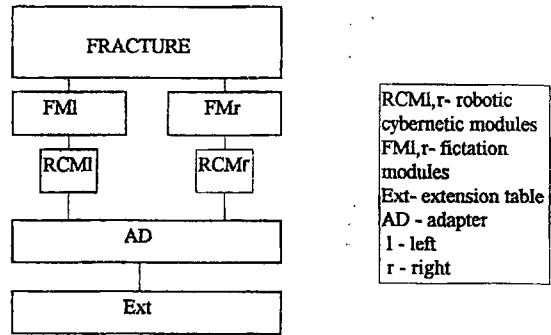 FRACTURE
FMl
FMr
RCMl
RCMr
AD
Ext
RCMl,r- robotic
cybernetic modules
FMl,r- fictation
modules
Ext- extension table
AD - adapter
l - left
r - right